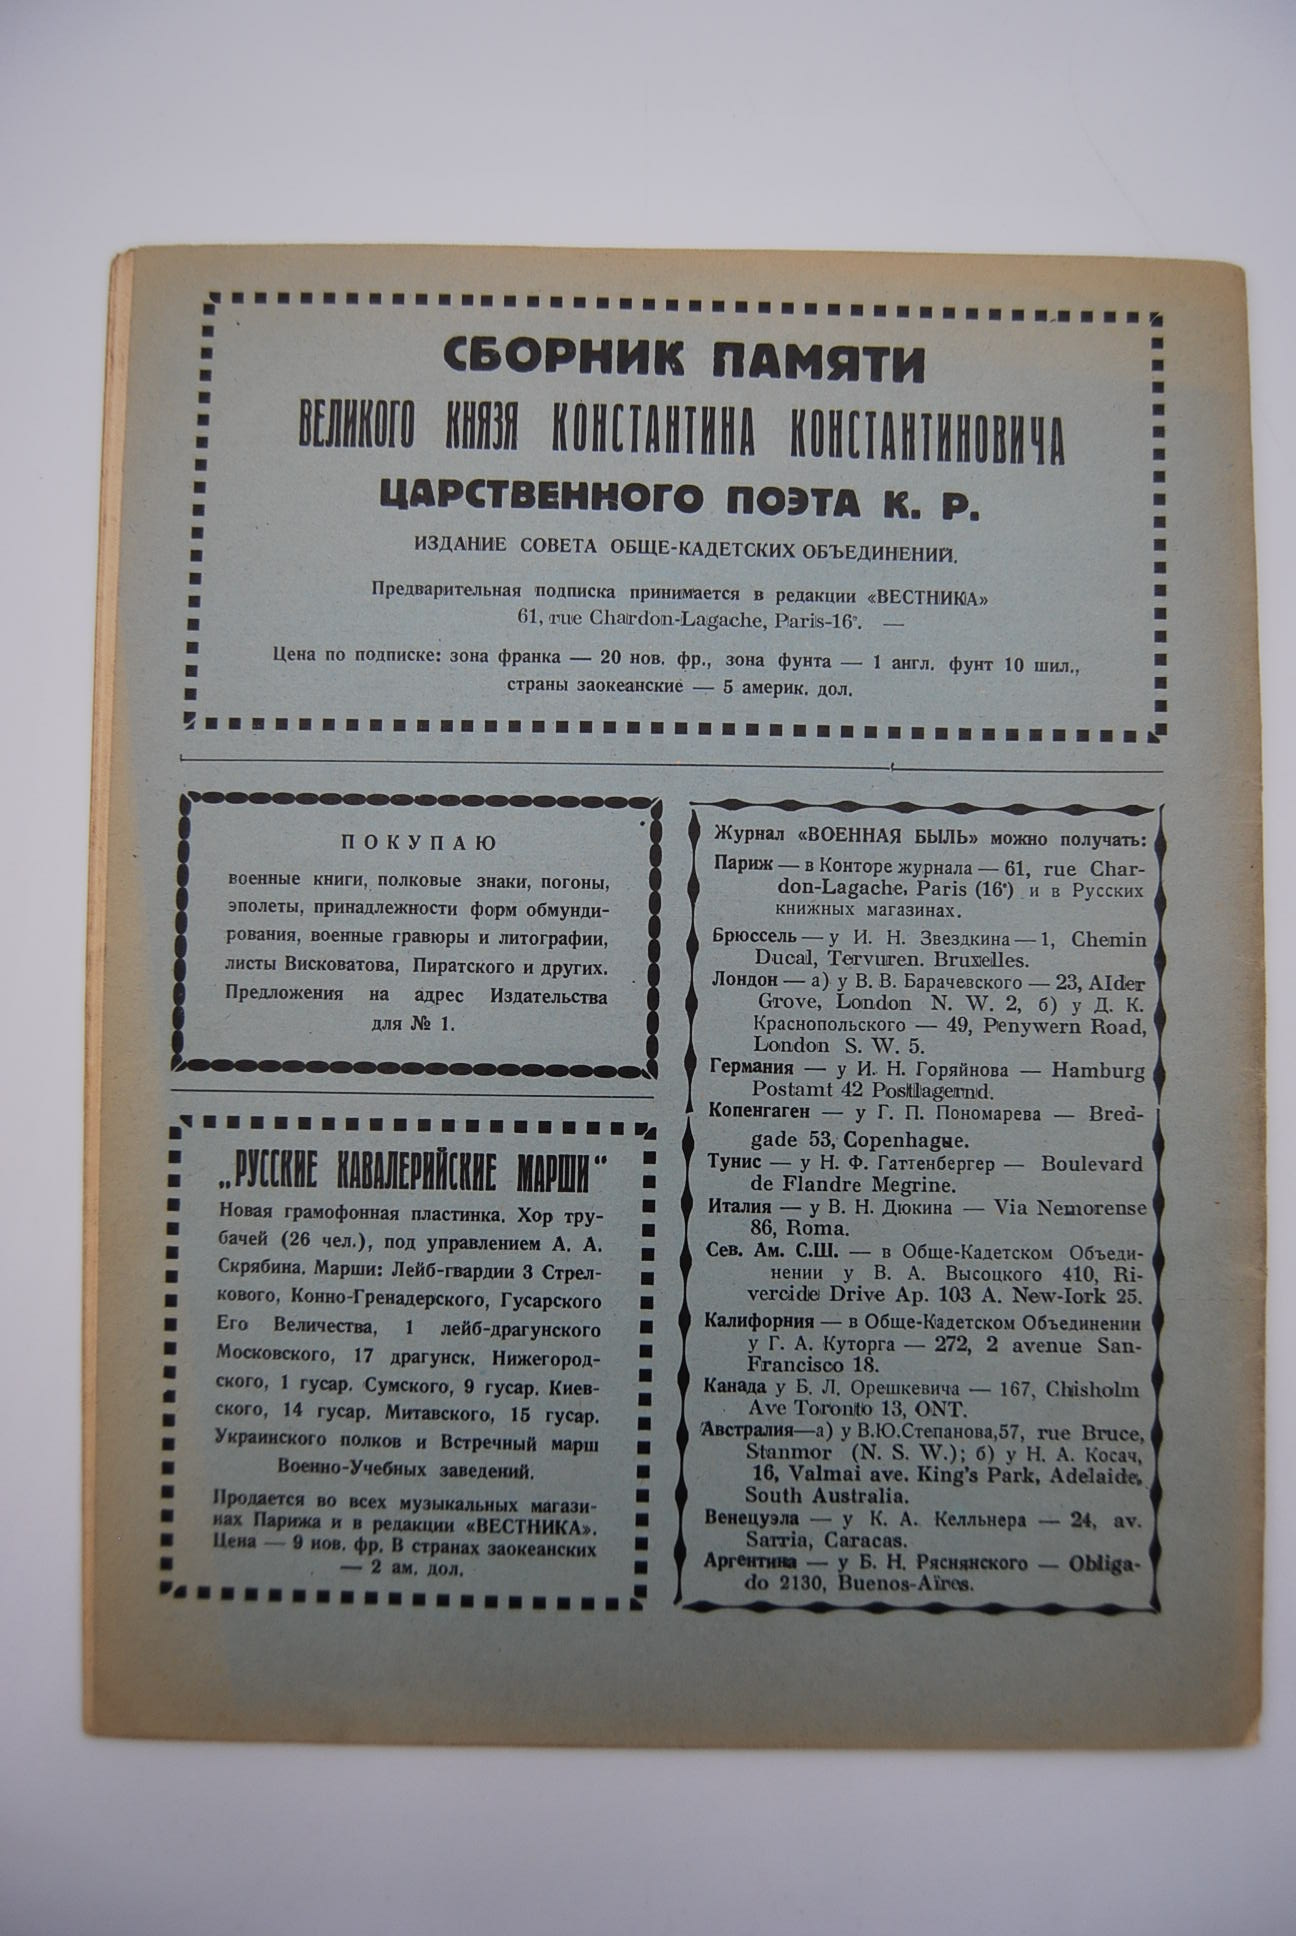 СБОРНИК ПАМЯТИ
ВЕЛИКОГО КНЯЗЯ КОНСТАНТИНА КОНСТАНТИНОВИЧА
ЦАРСТВЕННОГО ПОЭТА К. Р.
ИЗДАНИЕ СОВЕТА ОБЩЕ-КАДЕТСКИХ ОБЪЕДИНЕНИЙ.
Предварительная подписка принимается в редакции «ВЕСТНИКА»
61, rue Chardon-Lagache, Paris-16e. —
Цена по подписке: зона франка — 20 нов. фр., зона фунта — 1 англ. фунт 10 шил.,
страны заокеанские — 5 америк. дол.
ПОКУПАЮ
военные книги, полковые знаки, погоны,
эполеты, принадлежности форм обмунди-
рования, военные гравюры и литографии,
листы Висковатова, Пиратского и других.
Предложения на адрес Издательства
для № 1.
„РУССКИЕ КАВАЛЕРИЙСКИЕ МАРШИ“
Новая грамофонная пластинка. Хор тру-
бачей (26 чел.), под управлением А. А.
Скрябина. Марши: Лейб-гвардии 3 Стрел-
кового, Конно-Гренадерского, Гусарского
Его Величества, 1 лейб-драгунского
Московского, 17 драгунск. Нижегород-
ского, 1 гусар. Сумского, 9 гусар. Киев-
ского, 14 гусар. Митавского, 15 гусар.
Украинского полков и Встречный марш
Военно-Учебных заведений.
Продается во всех музыкальных магази-
нах Парижа и в редакции «ВЕСТНИКА».
Цена — 9 нов. фр. В странах заокеанских
— 2 ам. дол.
Журнал «ВОЕННАЯ БЫЛЬ» можно получать:
Париж — в Конторе журнала — 61, rue Char-
don-Lagache, Paris (16e) и в Русских
книжных магазинах.
Брюссель — у И. Н. Звездкина — 1, Chemin
Ducal, Tervuren. Bruxelles.
Лондон — а) у В. В. Барачевского — 23, Alder
Grove, London N. W. 2, б) у Д. К.
Краснопольского — 49, Penywern Road,
London S. W. 5.
Германия — у И. Н. Горяйнова — Hamburg
Postamt 42 Postlagernd.
Копенгаген — у Г. П. Пономарева — Bred-
gade 53, Copenhague.
Тунис — у Н. Ф. Гаттенбергер — Boulevard
de Flandre Megrine.
Италия — у В. Н. Дюкина — Via Nemorense
86, Roma.
Сев. Ам. С.Ш. — в Обще-Кадетском Объеди-
нении у В. А. Высоцкого 410, Ri-
vercide Drive Ap. 103 A. New-Iork 25.
Калифорния — в Обще-Кадетском Объединении
у Г. А. Куторга — 272, 2 avenue San-
Francisco 18.
Канада у Б. Л. Орешкевича — 167, Chisholm
Ave Toronto 13, ONT.
Австралия—а) у В.Ю.Степанова,57, rue Bruce,
Stanmor (N. S. W.); б) у Н. А. Косач,
16, Valmai ave. King's Park, Adelaide,
South Australia.
Венецуэла — у К. А. Келльнера — 24, av.
Sarria, Caracas.
Аргентина — у Б. Н. Ряснянского — Obliga-
do 2130, Buenos-Aïres.